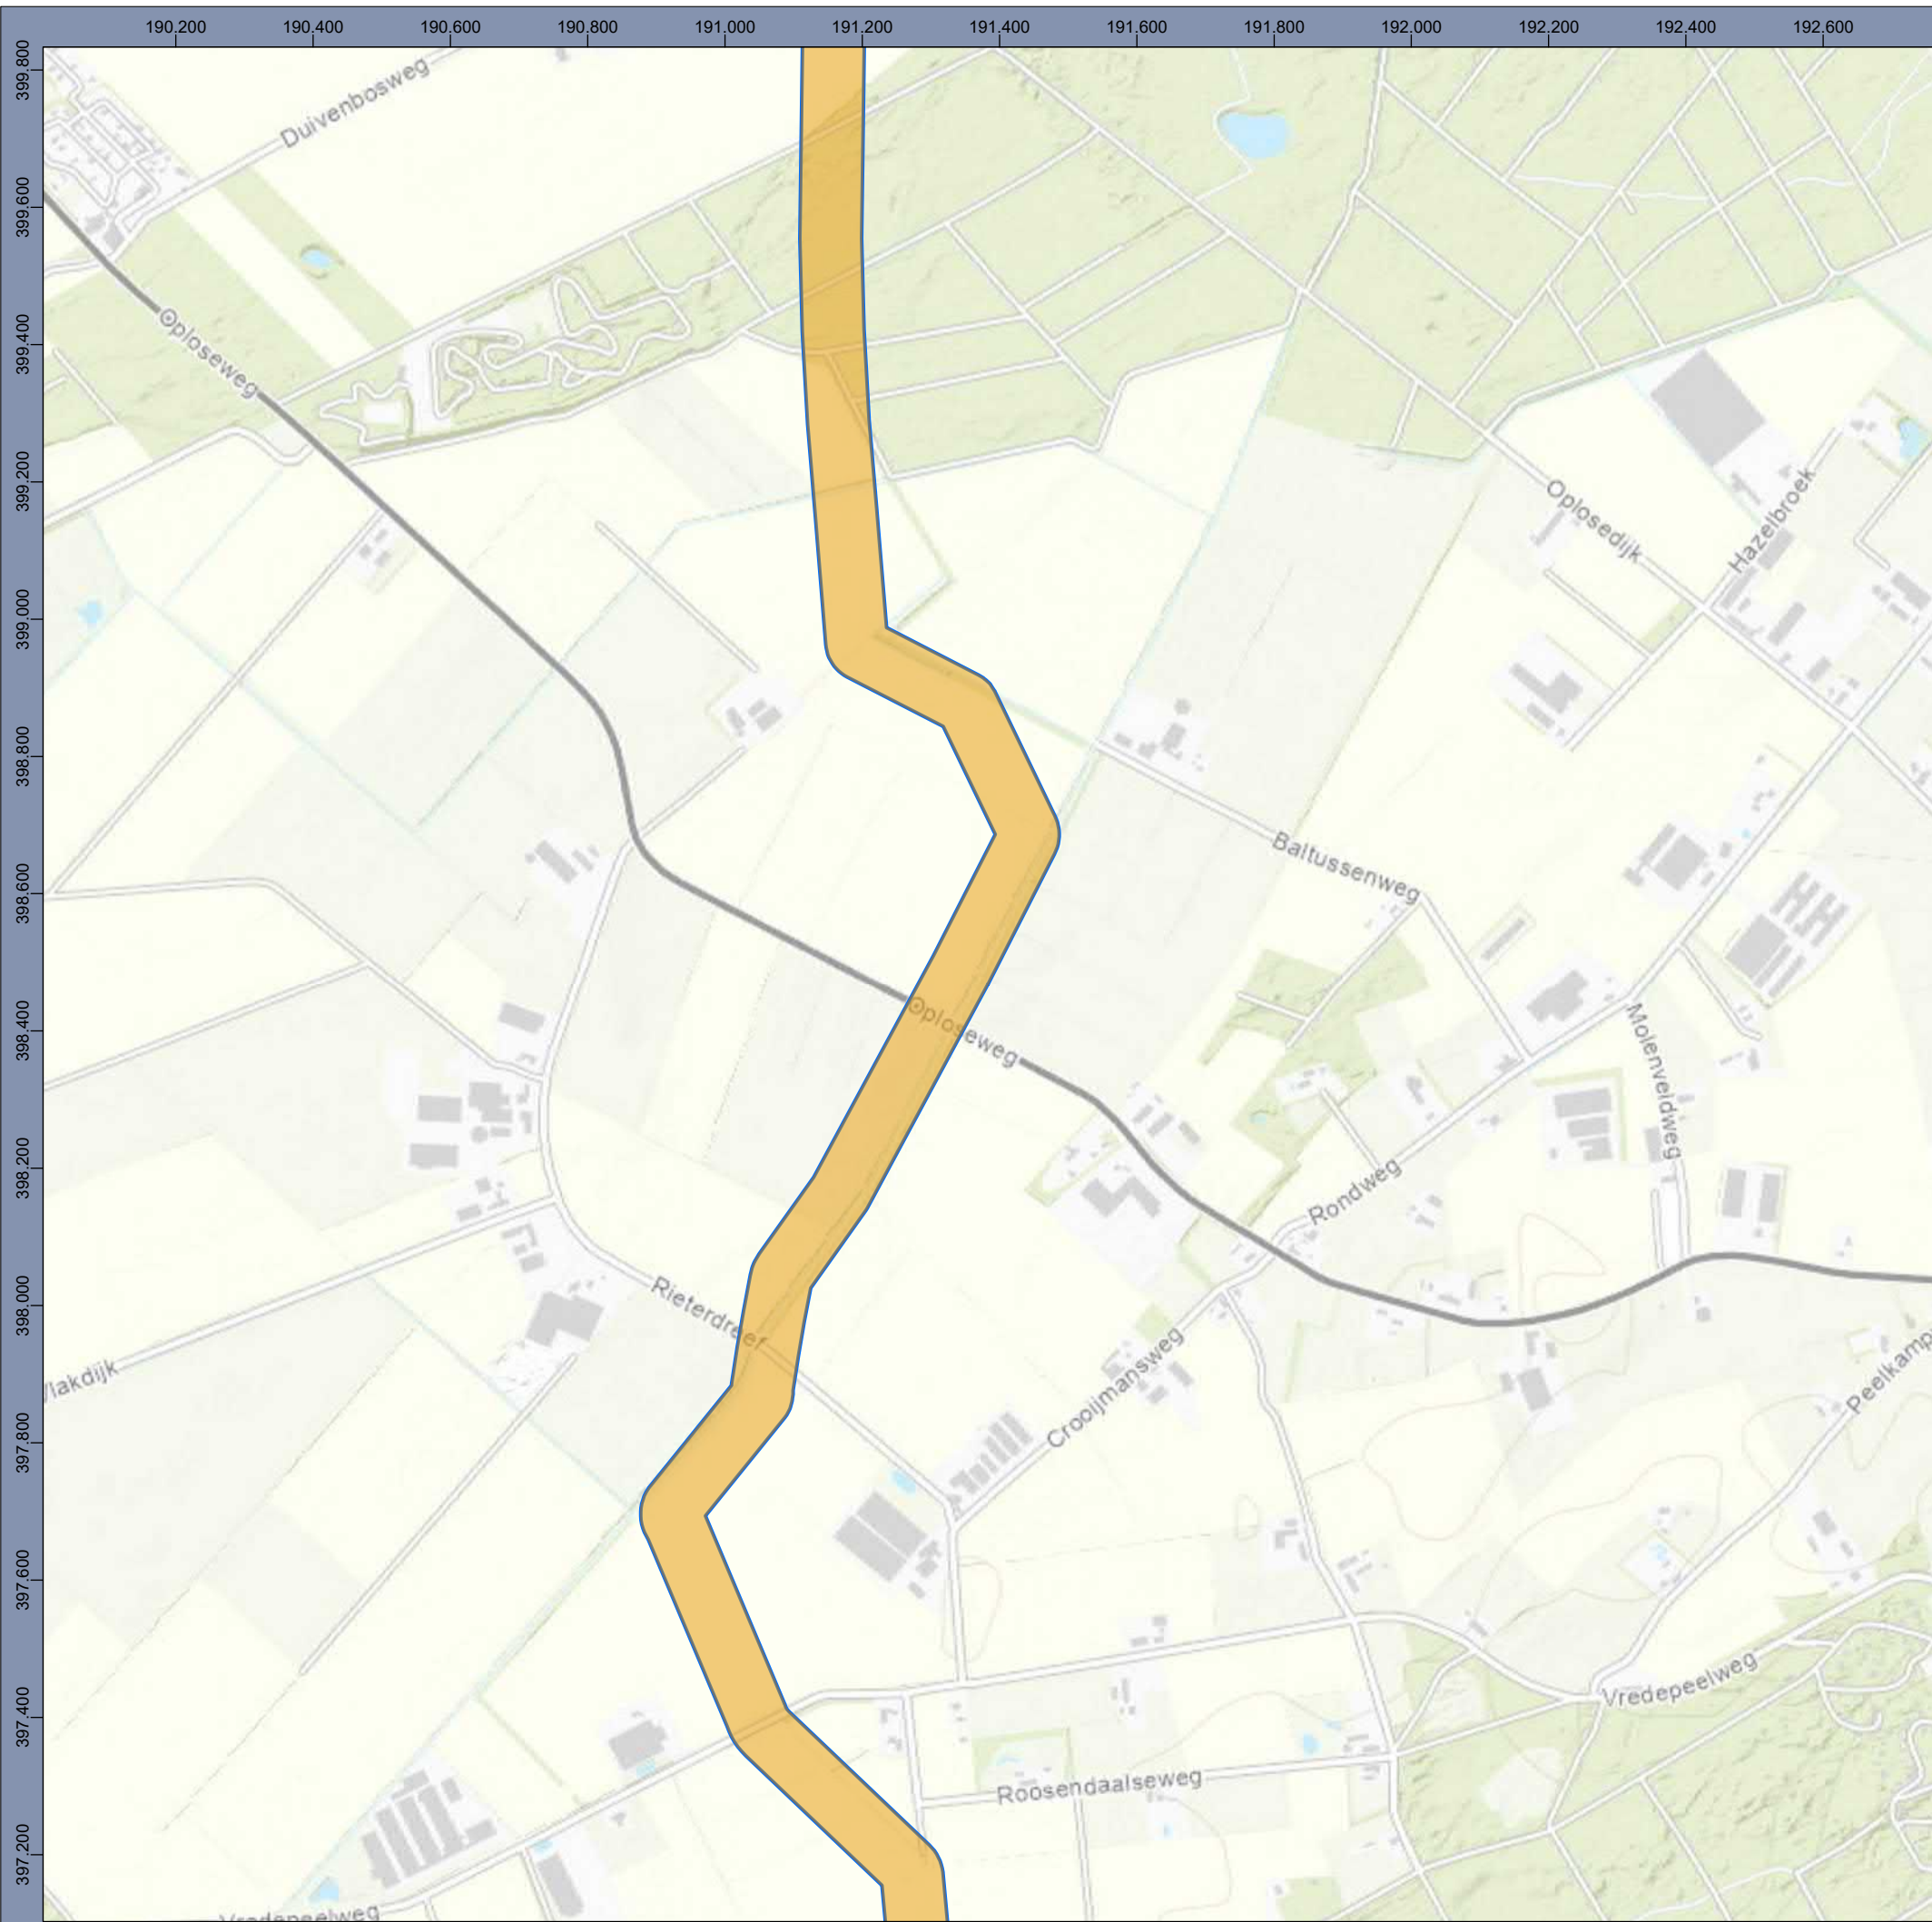 190.200 190.400 190.600 190.800 191.000 191.200 191.400 191.600 191.800 192.000 192.200 192.400 192.600
399.800
399.600
399.400
399.200
399.000
398.800
398.600
398.400
398.200
398.000
397.800
397.600
397.400
397.200
Duivenbosweg
Oploseweg
Oplosedijk
Hazelbroek
Baltussenweg
Oploseweg
Molenveldweg
Rondweg
Rieterdreef
Vlakdijk
Crooijmansweg
Peelkamp
Vredepeelweg
Roosendaalseweg
Vredepeelweg